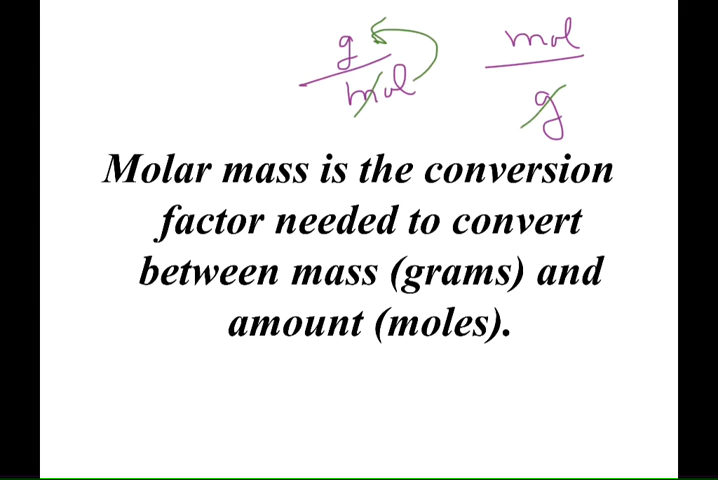 g mol
mol g
Molar mass is the conversion
factor needed to convert
between mass (grams) and
amount (moles).